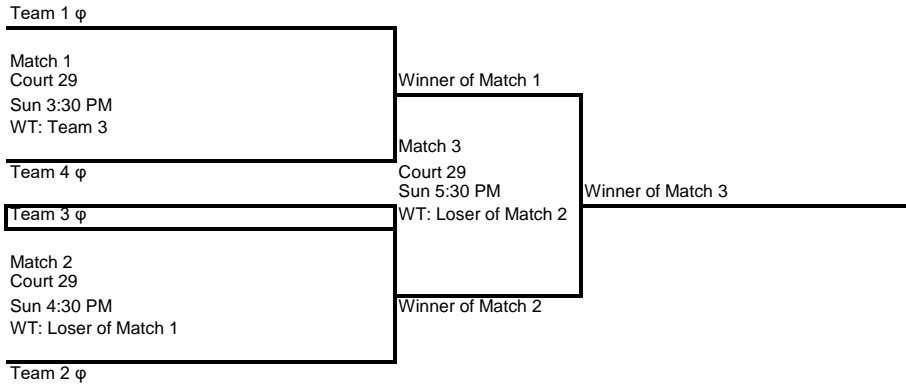 Team 1 φ
Match 1
Court 29
Sun 3:30 PM
WT: Team 3
Team 4 φ
Winner of Match 1
Match 3
Court 29
Sun 5:30 PM
WT: Loser of Match 2
Winner of Match 3
Team 3 φ
Match 2
Court 29
Sun 4:30 PM
WT: Loser of Match 1
Team 2 φ
Winner of Match 2